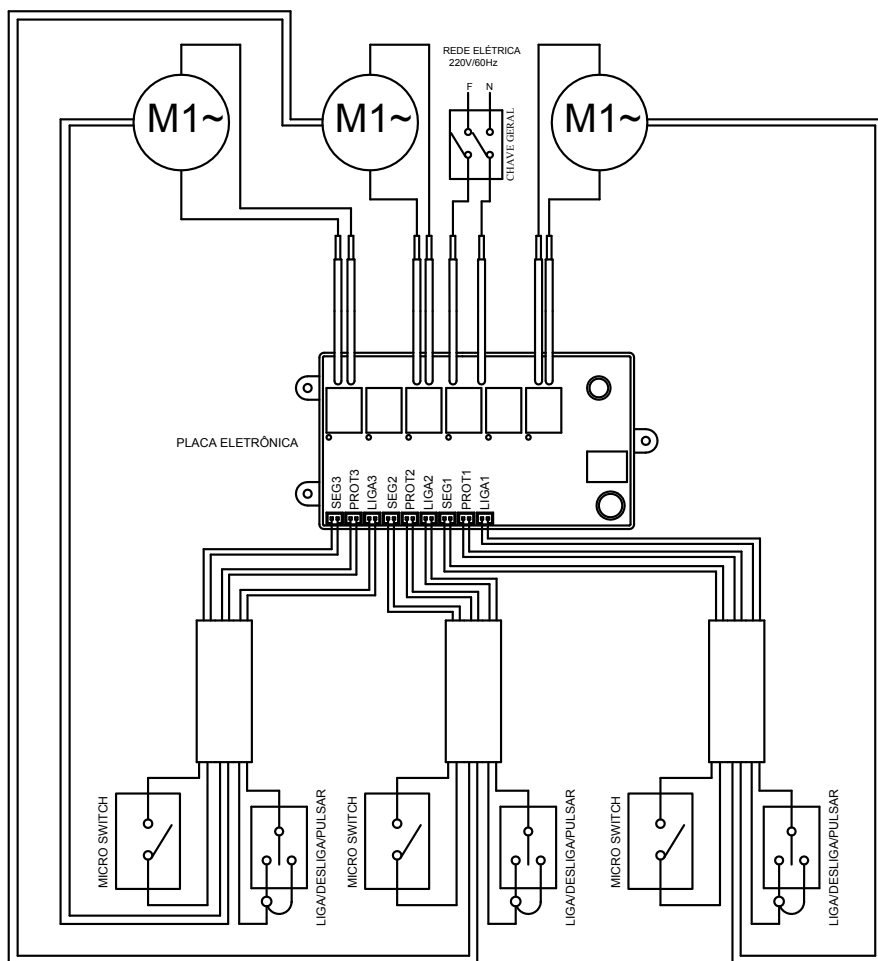 REDE ELÉTRICA
220V/60Hz
F N
M1~
M1~
M1~
CHAVE GERAL
PLACA ELETRÔNICA
SEG3
PROT3
LIGA3
SEG2
PROT2
LIGA2
SEG1
PROT1
LIGA1
MICRO SWITCH
LIGA/DESLIGA/PULSAR
MICRO SWITCH
LIGA/DESLIGA/PULSAR
MICRO SWITCH
LIGA/DESLIGA/PULSAR